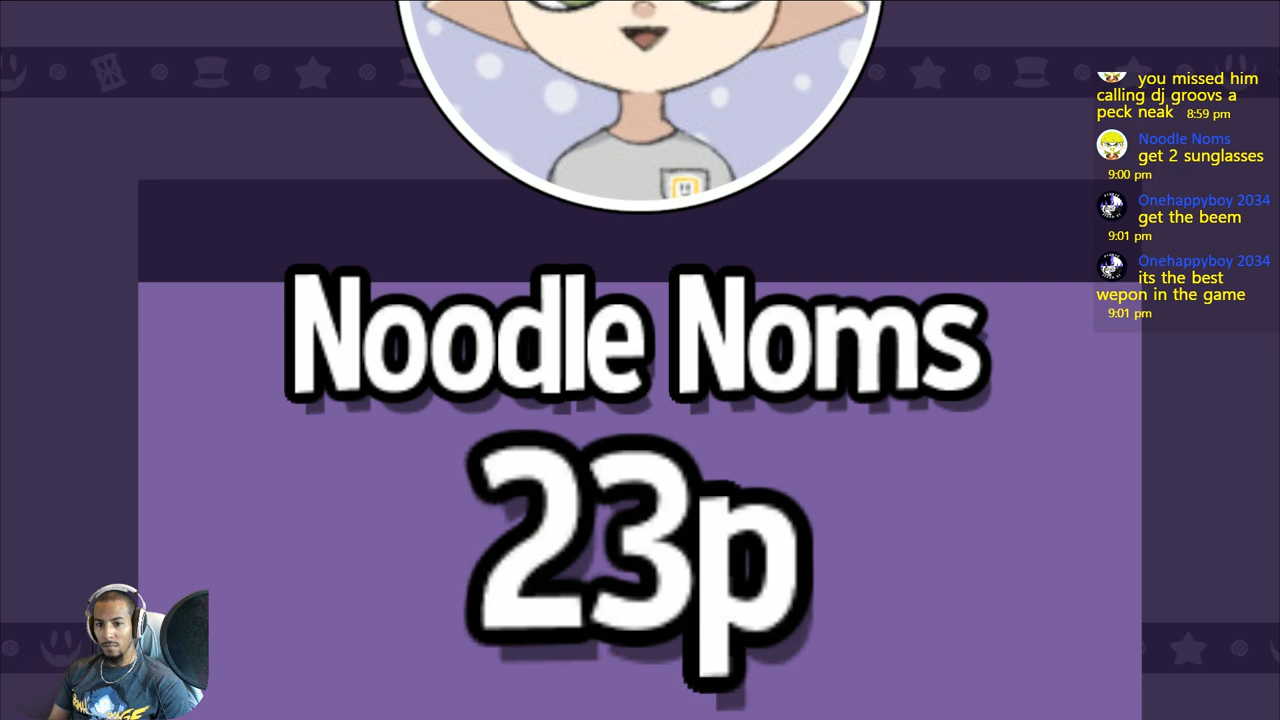 you missed him
calling dj groovs a
peck neak 8:59 pm
Noodle Noms
get 2 sunglasses
9:00 pm
Onehappyboy 2034
get the beem
9:01 pm
Onehappyboy 2034
its the best
wepon in the game
9:01 pm
Noodle Noms
23p